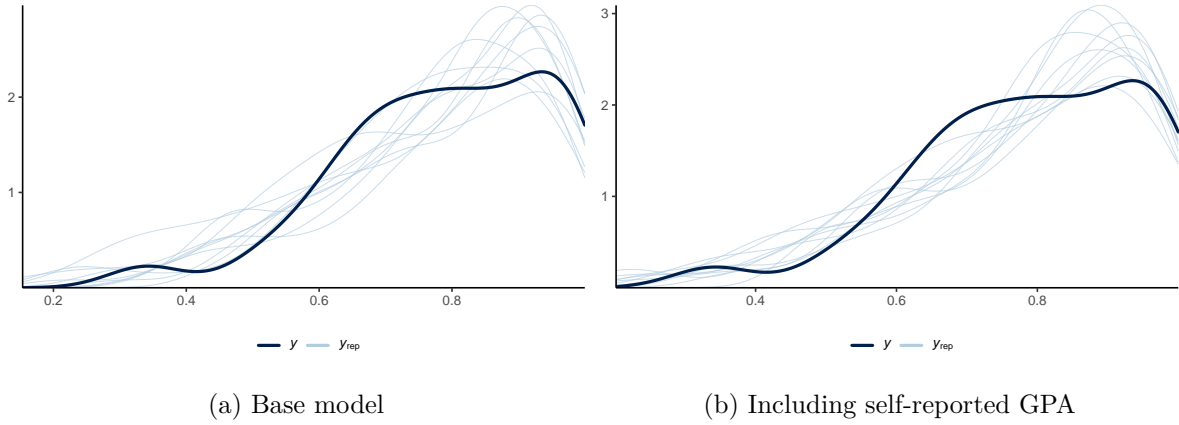 3
2
2
1
1
0.2 0.4 0.6 0.8
0.4 0.6 0.8
y yrep
y yrep
(a) Base model
(b) Including self-reported GPA